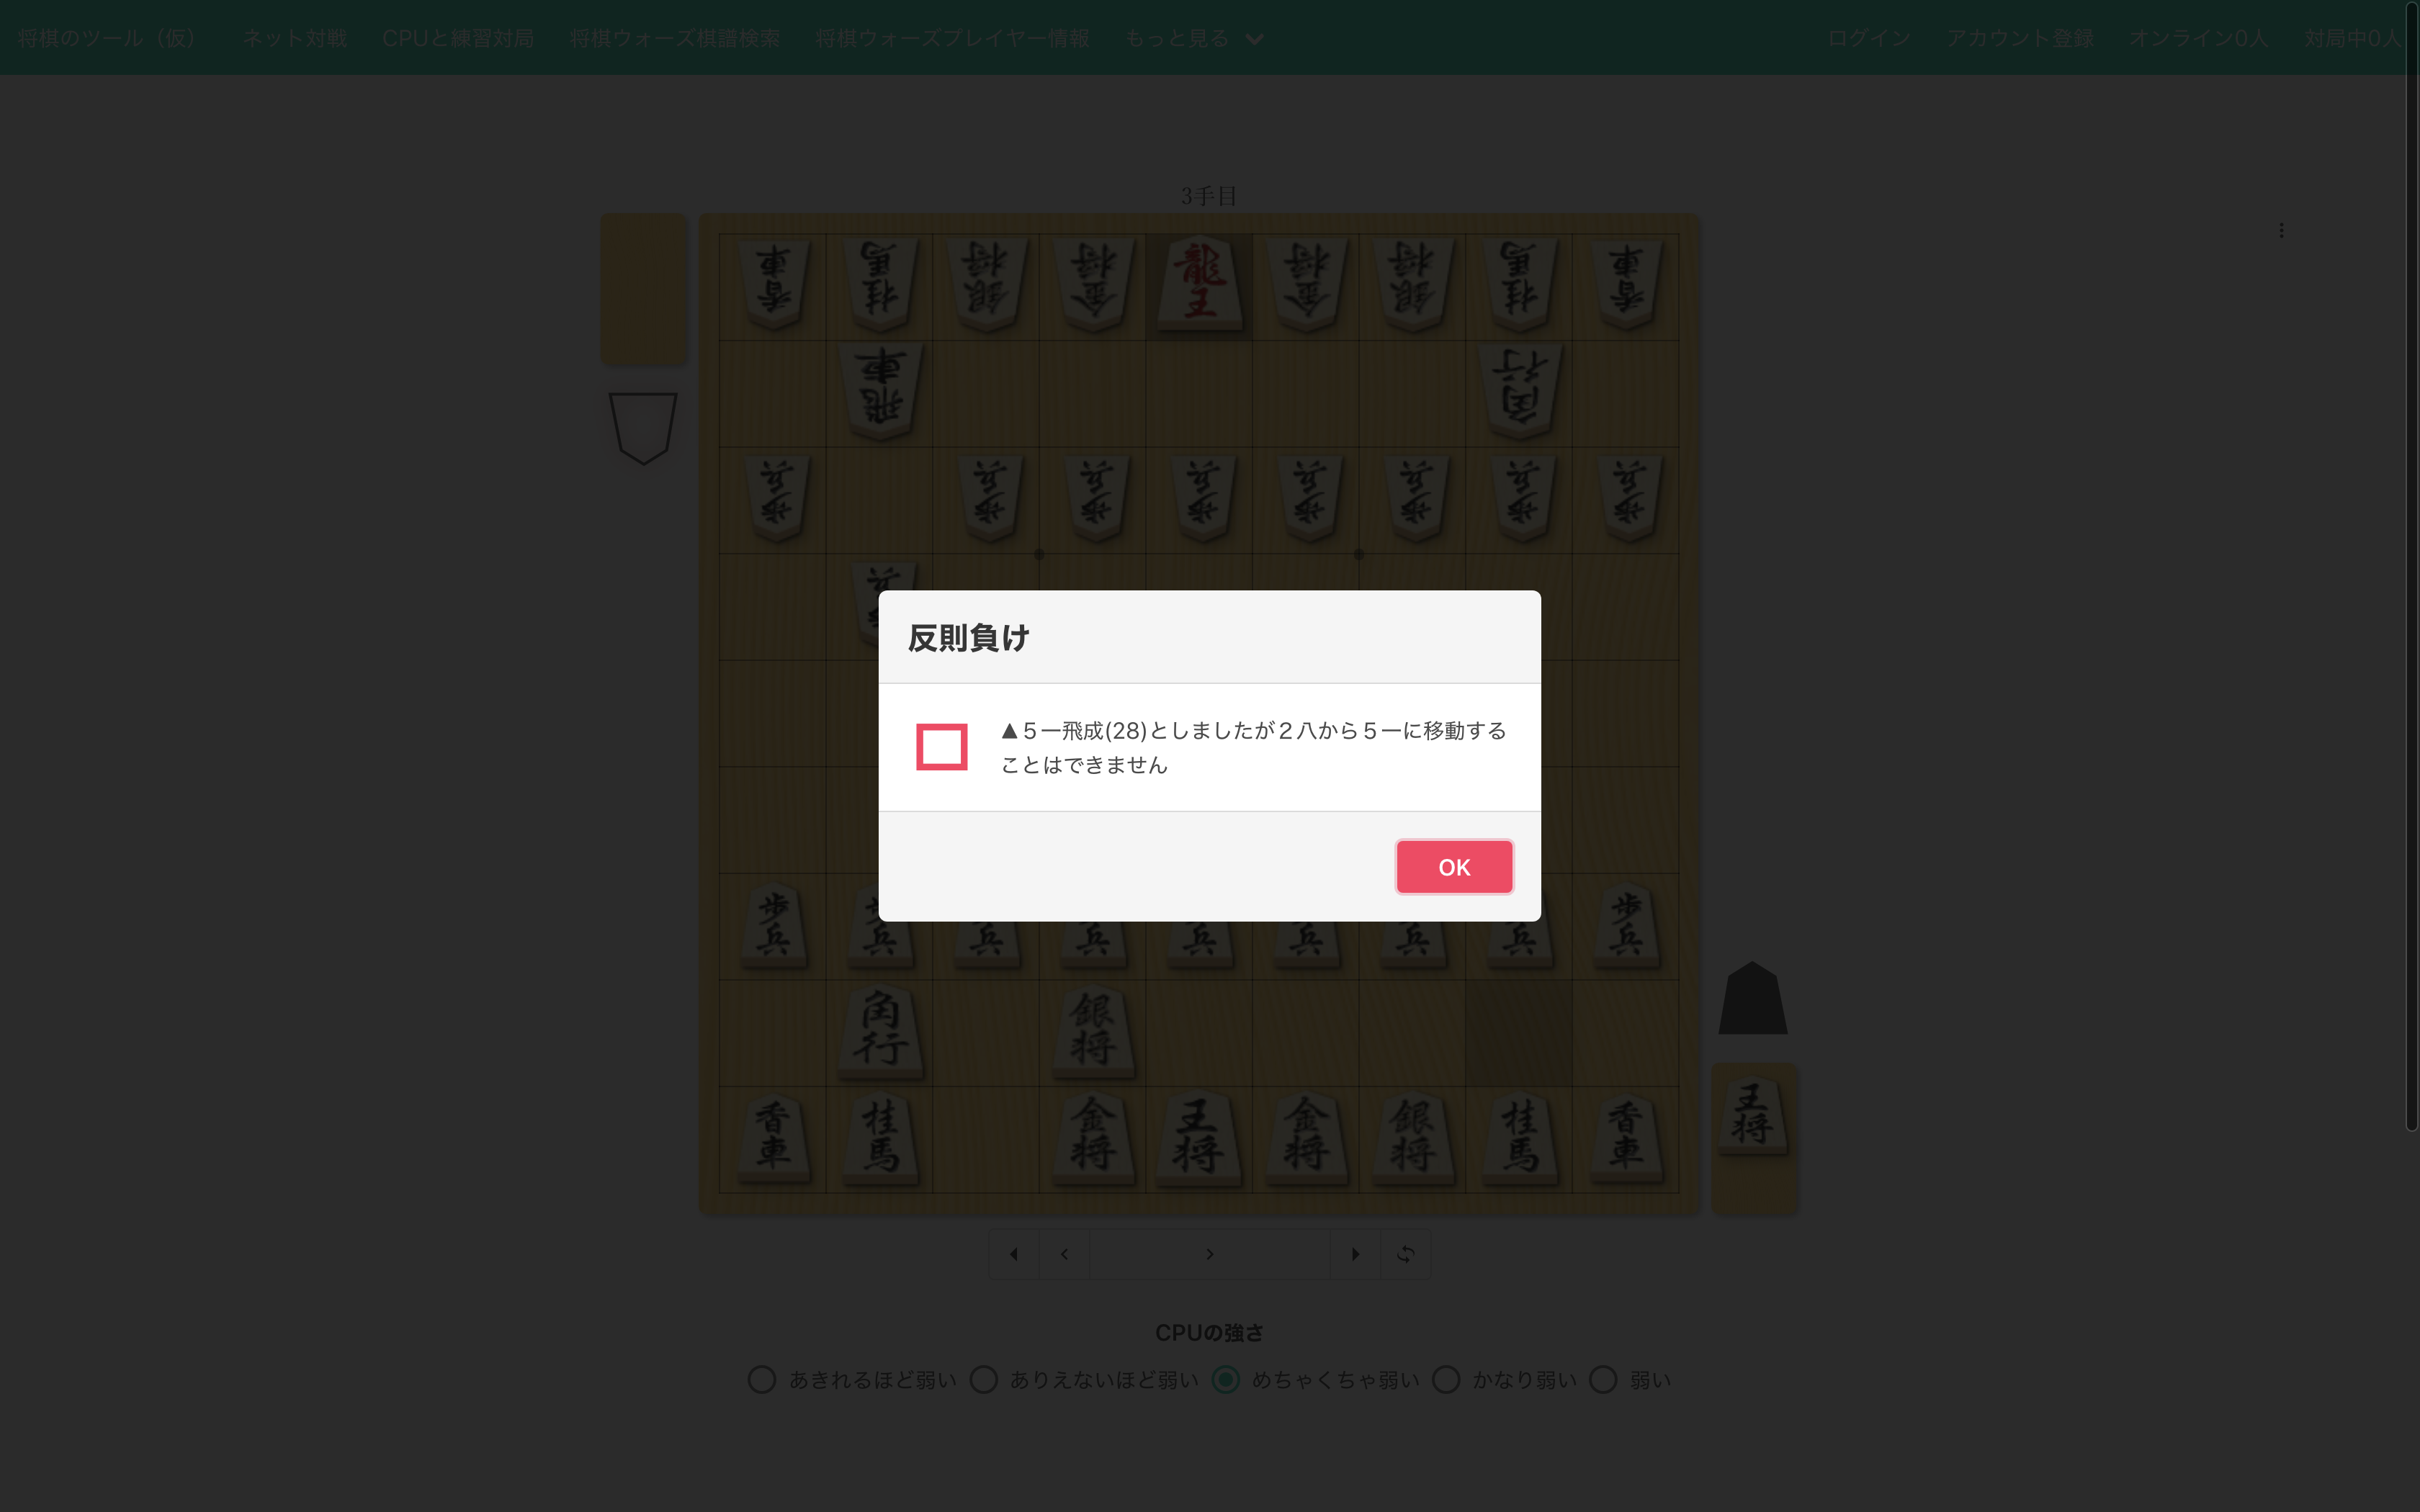 将棋のツール（仮） ネット対戦 CPUと練習対局 将棋ウォーズ棋譜検索 将棋ウォーズプレイヤー情報 もっと見る ログイン アカウント登録 オンライン0人 対局中0人
3手目
香車 桂馬 銀将 金将 龍王 金将 銀将 桂馬 香車
飛車 角行
歩兵 歩兵 歩兵 歩兵 歩兵 歩兵 歩兵 歩兵
反則負け
▲５一飛成(28)としましたが２八から５一に移動する
ことはできません
OK
歩兵 歩兵 兵 兵 兵 兵 兵 兵 歩兵
角行 銀将
香車 桂馬 金将 王将 金将 銀将 桂馬 香車
王将
CPUの強さ
あきれるほど弱い ありえないほど弱い めちゃくちゃ弱い かなり弱い 弱い